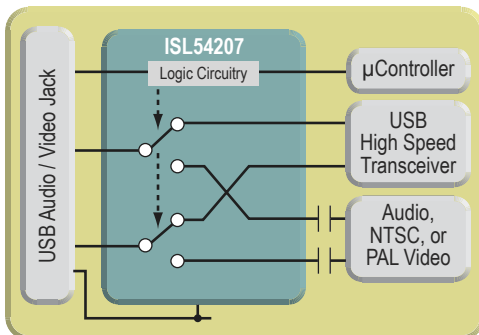 ISL54207
Logic Circuitry
µController
USB Audio / Video Jack
USB
High Speed
Transceiver
Audio,
NTSC, or
PAL Video